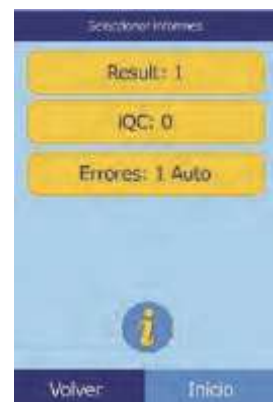 Seleccionar informes
Result: 1
iQC: 0
Errores: 1 Auto
i
Volver
Inicio